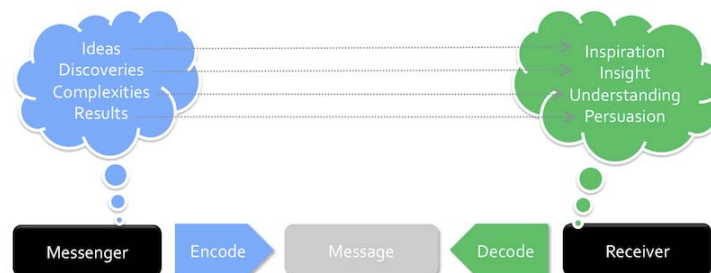 Ideas
Discoveries
Complexities
Results
Inspiration
Insight
Understanding
Persuasion
Messenger
Encode
Message
Decode
Receiver